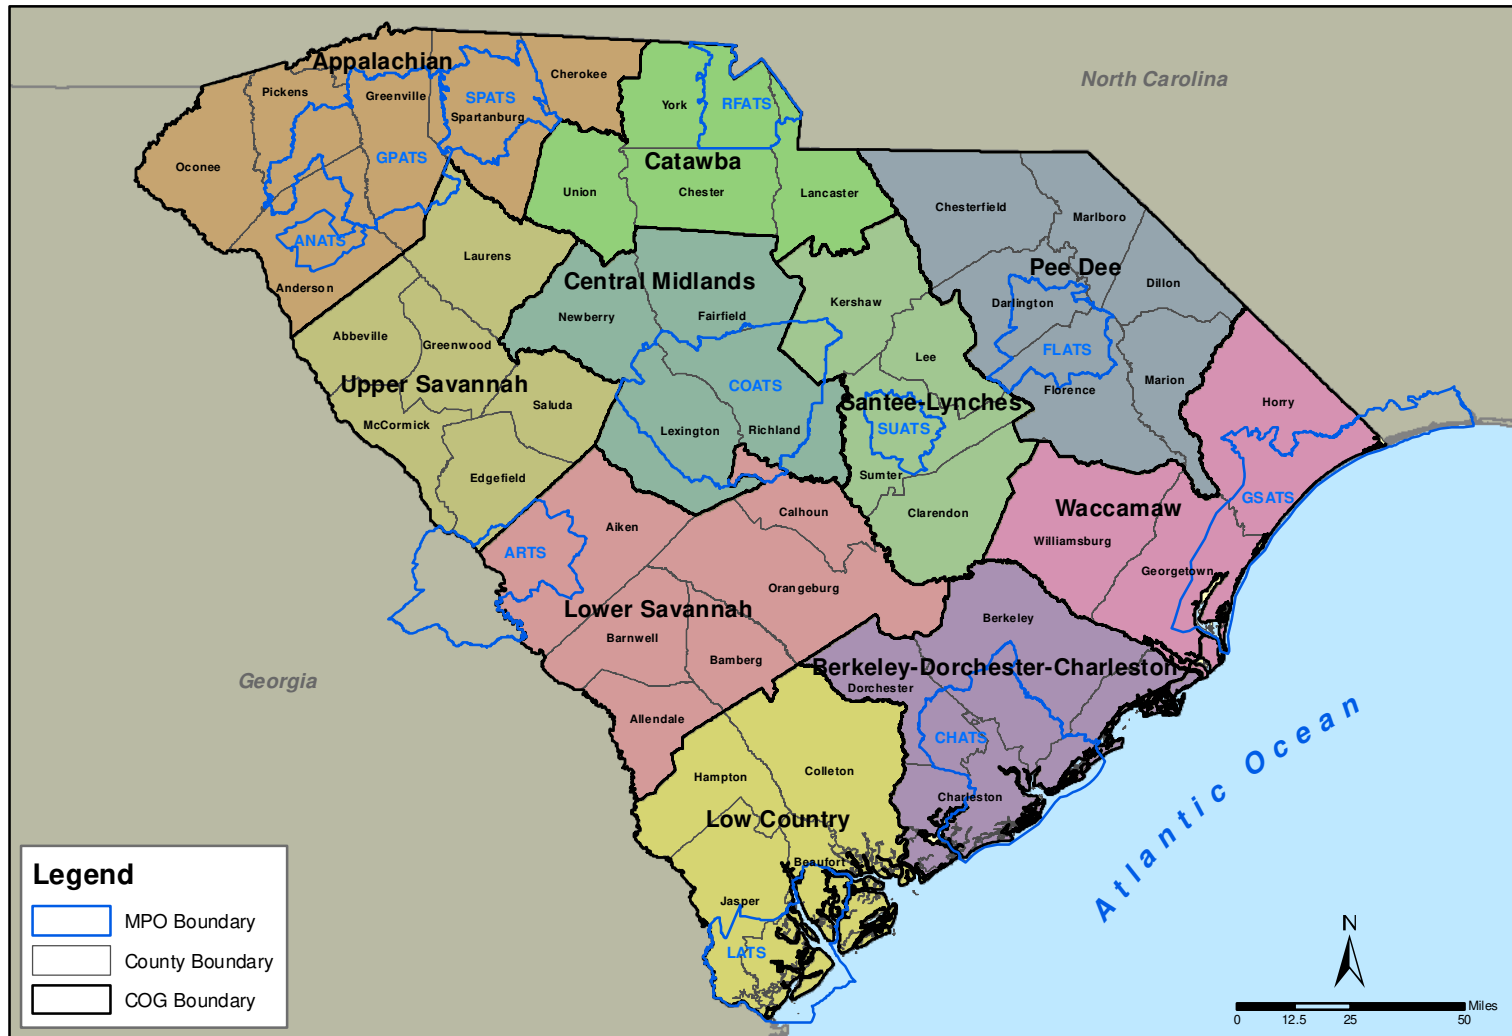 Appalachian
North Carolina
Cherokee
Pickens
Greenville
SPATS
Spartanburg
York
RFATS
Oconee
GPATS
Catawba
Union
Chester
Lancaster
Chesterfield
Marlboro
ANATS
Laurens
Anderson
Central Midlands
Pee Dee
Kershaw
Darlington
Dillon
Newberry
Fairfield
Abbeville
Greenwood
Lee
FLATS
Upper Savannah
COATS
Florence
Marion
Saluda
Santee-Lynches
Horry
McCormick
Lexington
Richland
SUATS
Edgefield
Sumter
GSATS
Waccamaw
Aiken
Calhoun
Clarendon
Williamsburg
ARTS
Georgetown
Orangeburg
Lower Savannah
Berkeley
Barnwell
Bamberg
Berkeley-Dorchester-Charleston
Georgia
Dorchester
Allendale
CHATS
Atlantic Ocean
Hampton
Colleton
Charleston
Low Country
Beaufort
Jasper
LATS
Legend
MPO Boundary
County Boundary
COG Boundary
N
Miles
0 12.5 25 50